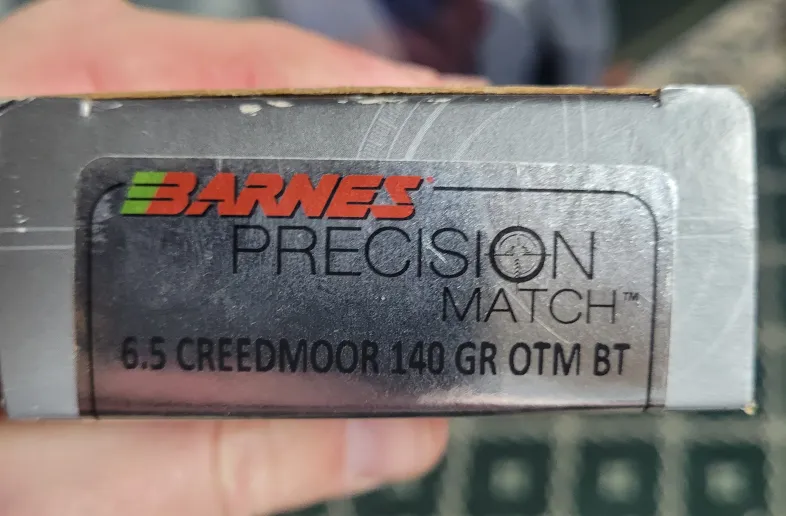 BARNES
PRECISION
MATCH™
6.5 CREEDMOOR 140 GR OTM BT